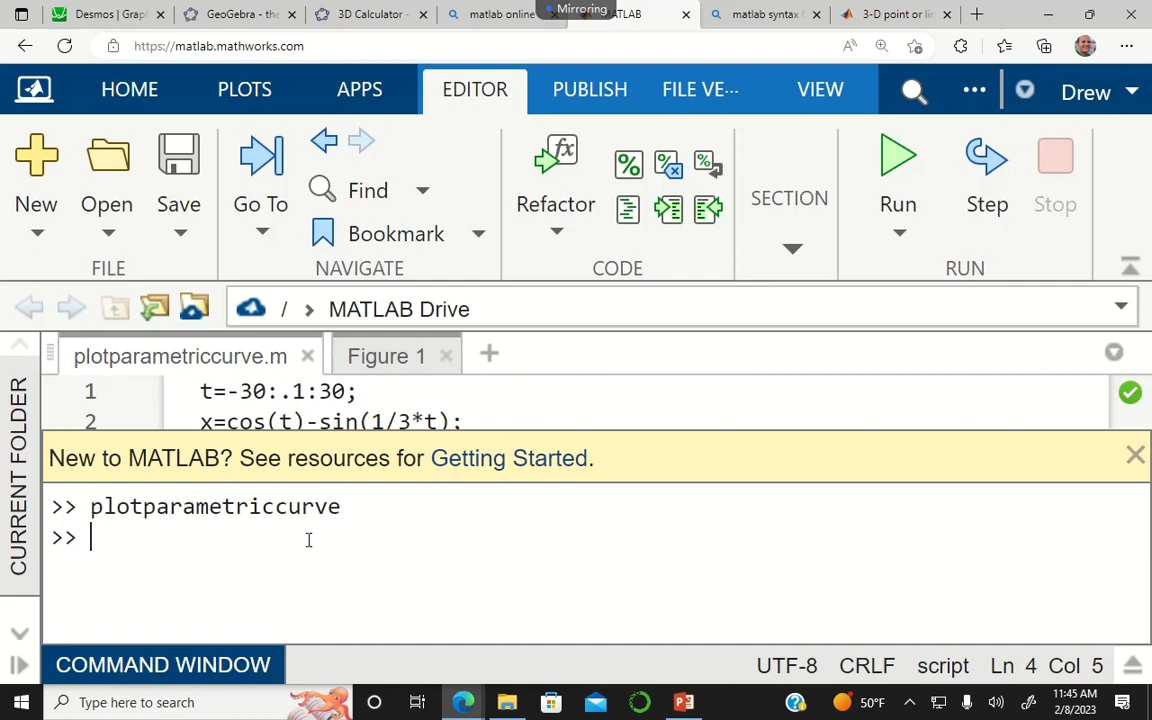 Desmos | Grap
GeoGebra - the
3D Calculator -
matlab online
Mirroring
MATLAB
matlab syntax f
3-D point or lin
https://matlab.mathworks.com
HOME
PLOTS
APPS
EDITOR
PUBLISH
FILE VE...
VIEW
Drew
New
Open
Save
Go To
Find
Bookmark
Refactor
SECTION
Run
Step
Stop
FILE
NAVIGATE
CODE
RUN
/ > MATLAB Drive
plotparametriccurve.m
Figure 1
CURRENT FOLDER
1 t=-30:.1:30;
2 x=cos(t)-sin(1/3*t);
New to MATLAB? See resources for Getting Started.
>> plotparametriccurve
>>
COMMAND WINDOW
UTF-8 CRLF script Ln 4 Col 5
Type here to search
50°F
11:45 AM
2/8/2023